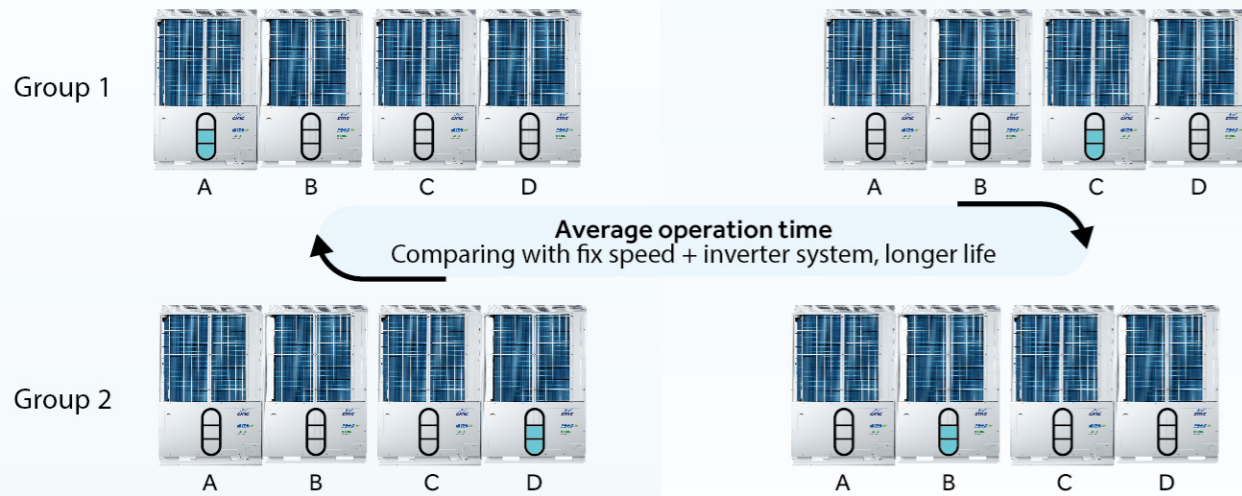 Group 1
A B C D
A B C D
Average operation time
Comparing with fix speed + inverter system, longer life
Group 2
A B C D
A B C D